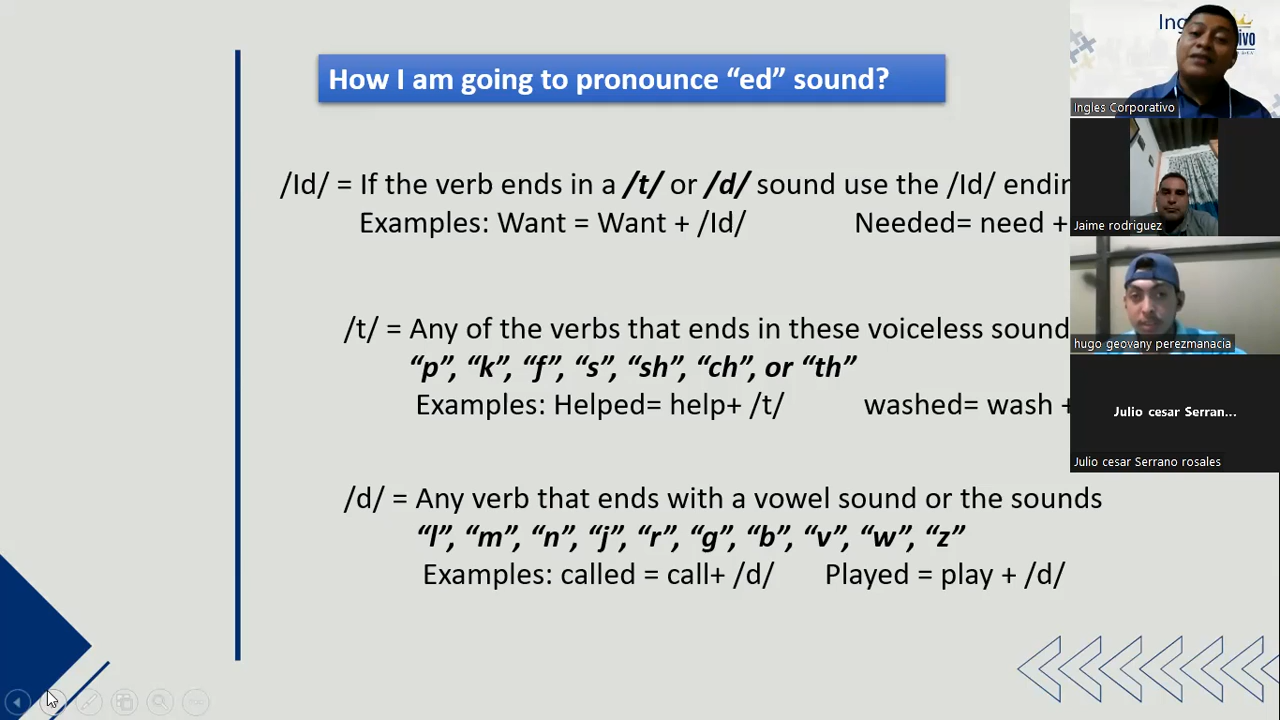 How I am going to pronounce “ed” sound?
/Id/ = If the verb ends in a /t/ or /d/ sound use the /Id/
Examples: Want = Want + /Id/ Needed= need +
/t/ = Any of the verbs that ends in these voiceless sound
“p”, “k”, “f”, “s”, “sh”, “ch”, or “th”
Examples: Helped= help+ /t/ washed= wash +
/d/ = Any verb that ends with a vowel sound or the sounds
“l”, “m”, “n”, “j”, “r”, “g”, “b”, “v”, “w”, “z”
Examples: called = call+ /d/ Played = play + /d/
Ingles Corporativo
Jaime rodriguez
hugo geovany perezmanacia
Julio cesar Serran...
Julio cesar Serrano rosales